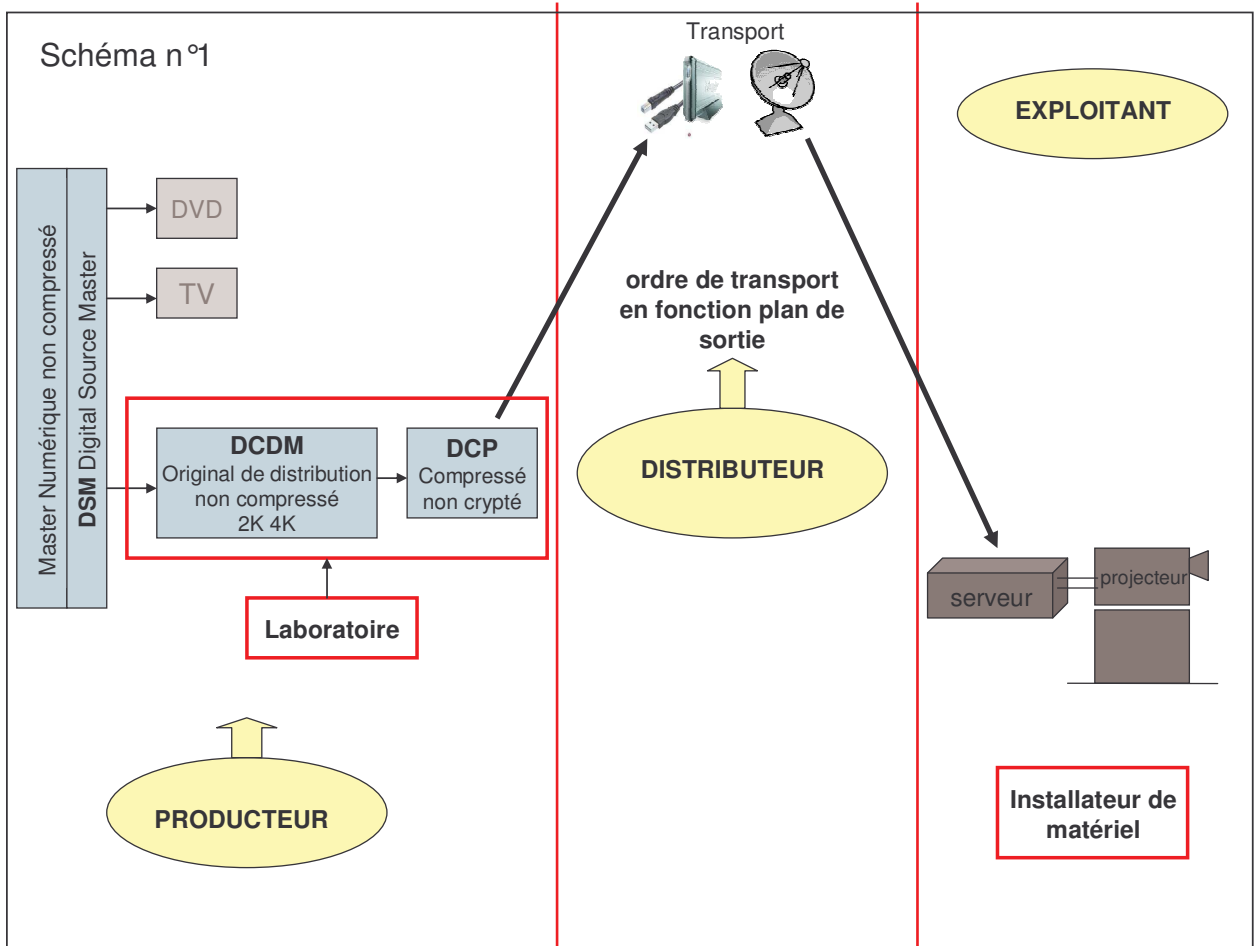 Schéma n°1
Master Numérique non compressé
DSM Digital Source Master
DVD
TV
DCDM
Original de distribution
non compressé
2K 4K
DCP
Compressé
non crypté
Laboratoire
PRODUCTEUR
Transport
ordre de transport
en fonction plan de
sortie
DISTRIBUTEUR
EXPLOITANT
serveur
projecteur
Installateur de
matériel